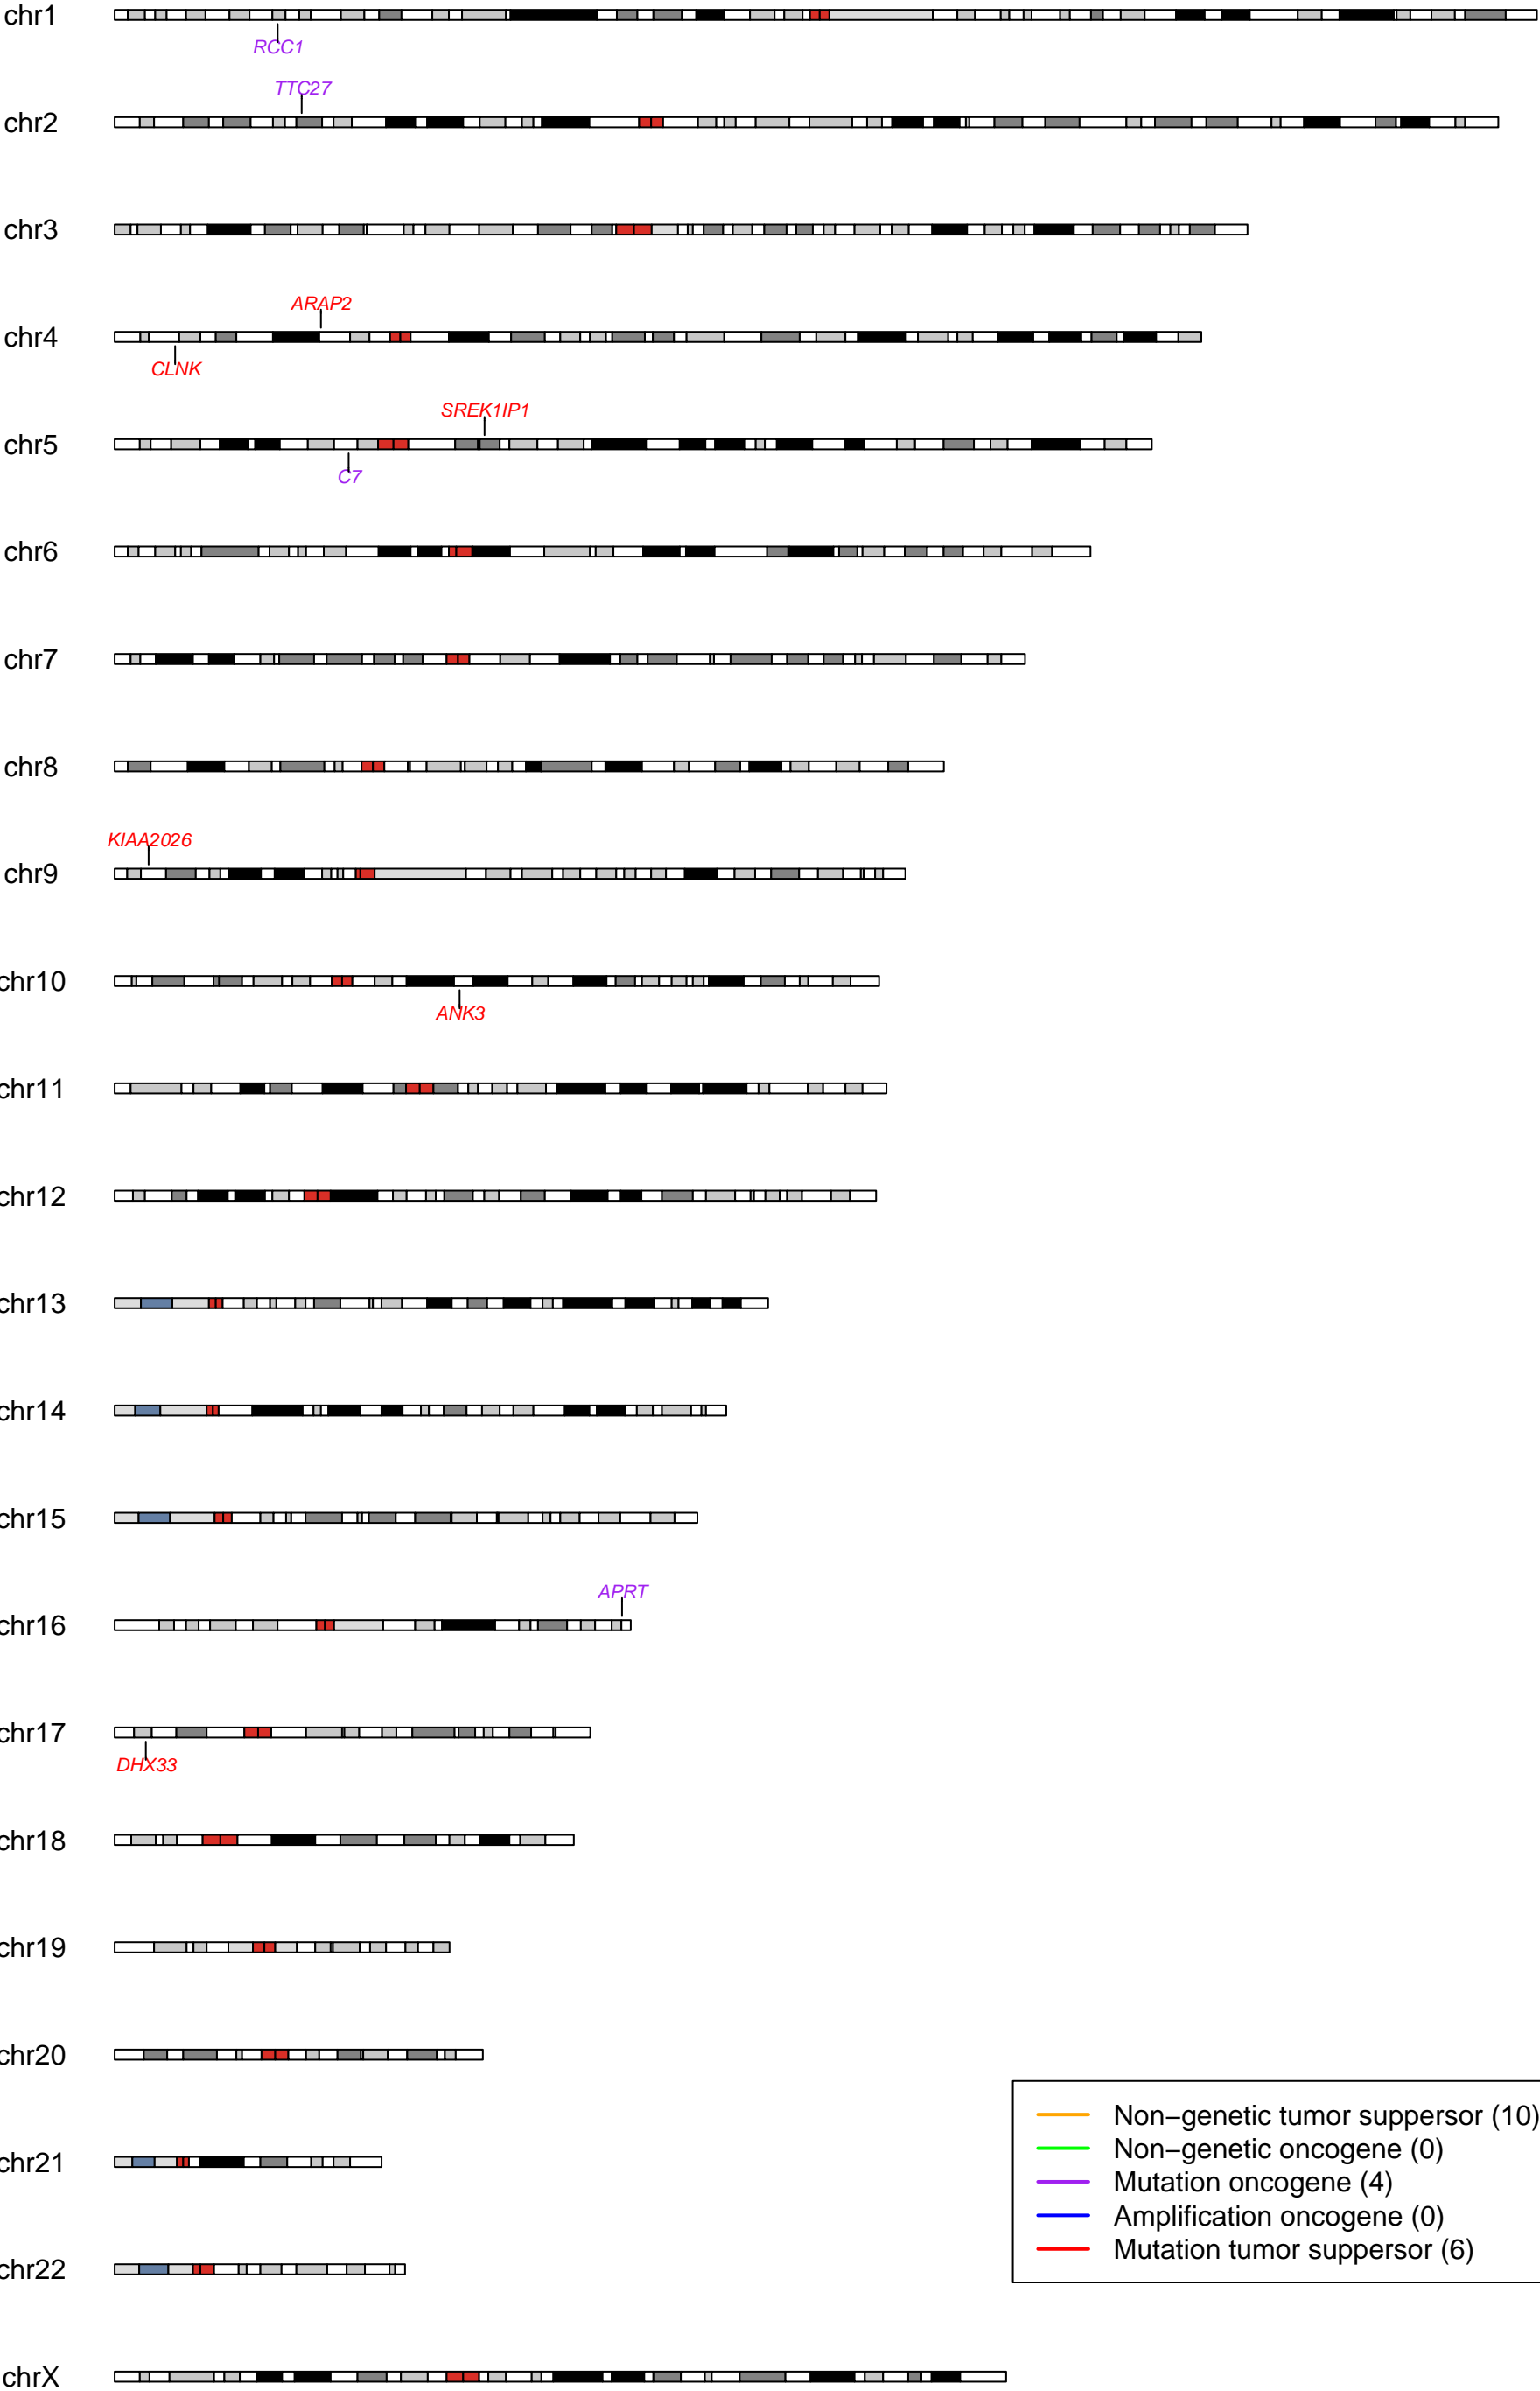 chr1
RCC1
TTC27
chr2
chr3
ARAP2
chr4
CLNK
SREK1IP1
chr5
C7
chr6
chr7
chr8
KIAA2026
chr9
chr10
ANK3
chr11
chr12
chr13
chr14
chr15
APRT
chr16
chr17
DHX33
chr18
chr19
chr20
Non−genetic tumor suppersor (10)
Non−genetic oncogene (0)
Mutation oncogene (4)
Amplification oncogene (0)
Mutation tumor suppersor (6)
chr21
chr22
chrX